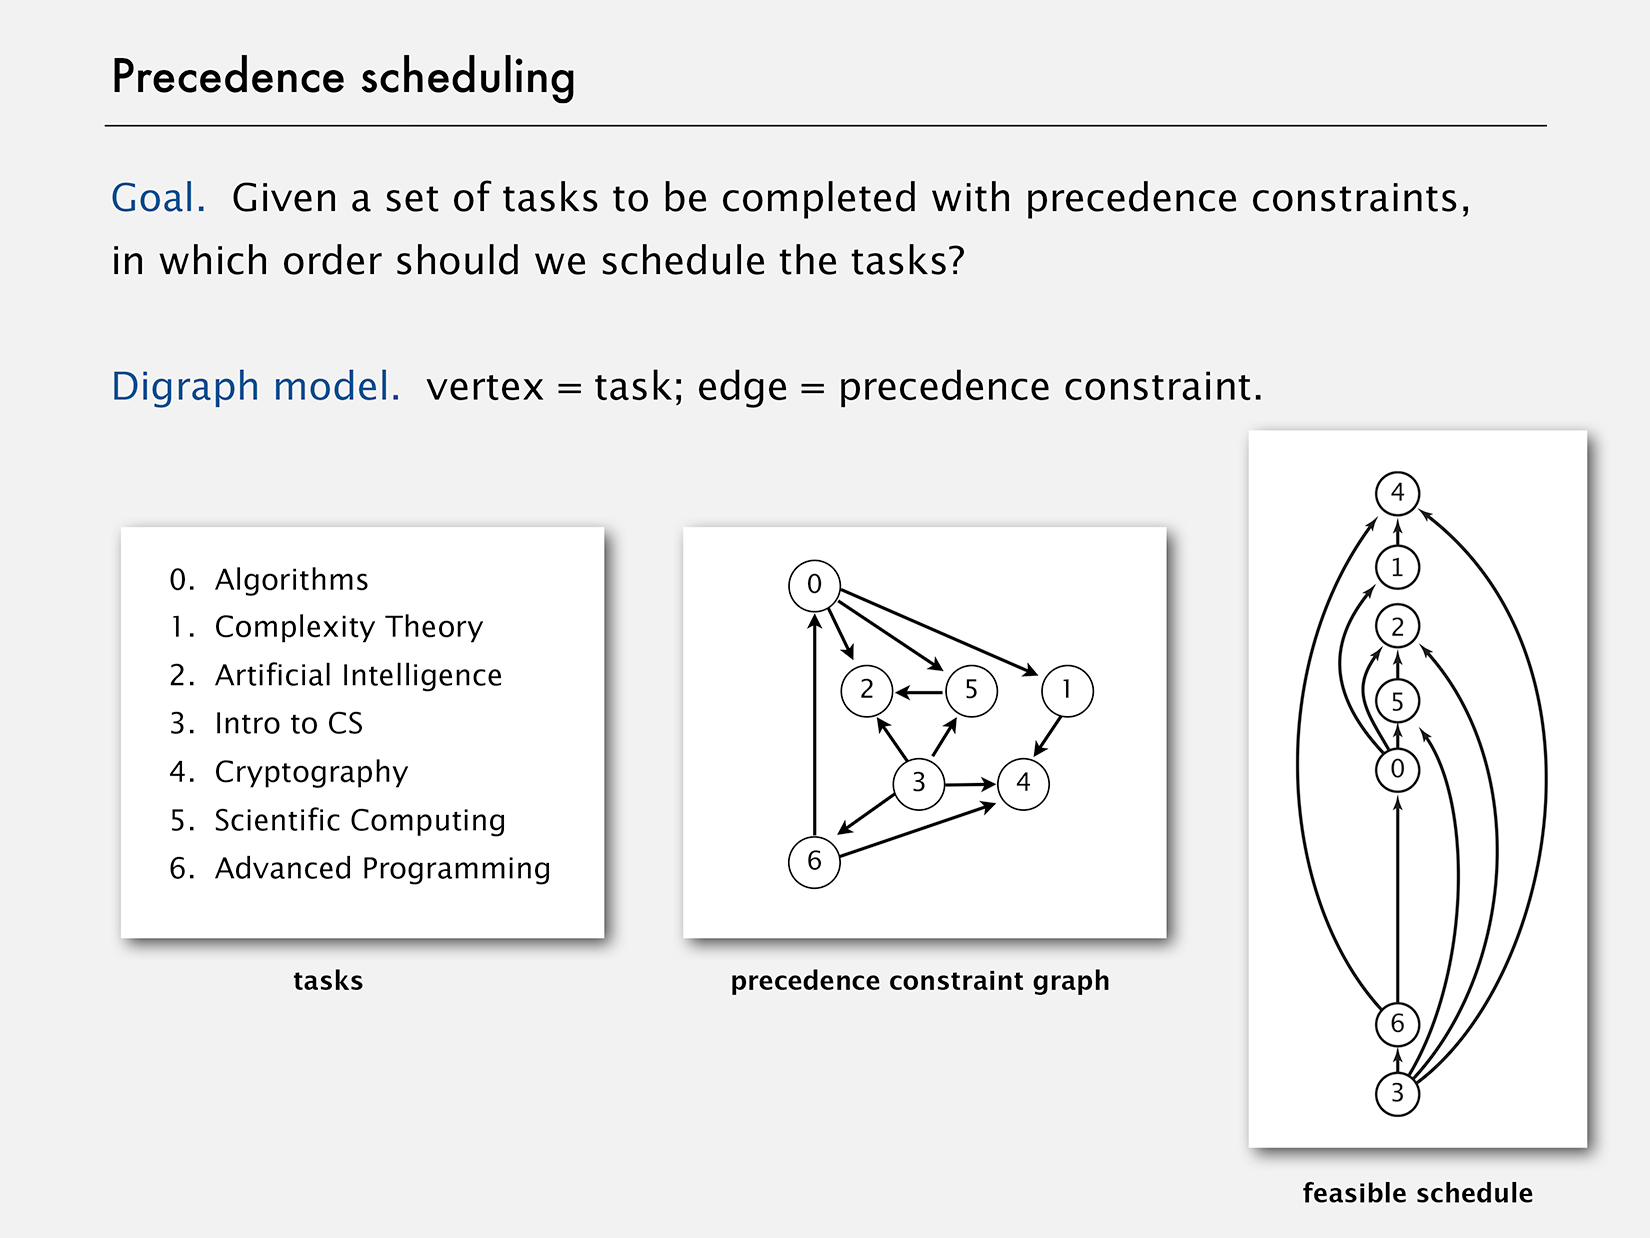 Precedence scheduling
Goal. Given a set of tasks to be completed with precedence constraints,
in which order should we schedule the tasks?
Digraph model. vertex = task; edge = precedence constraint.
0. Algorithms
1. Complexity Theory
2. Artificial Intelligence
3. Intro to CS
4. Cryptography
5. Scientific Computing
6. Advanced Programming
tasks
0
2
5
1
3
4
6
precedence constraint graph
4
1
2
5
0
6
3
feasible schedule